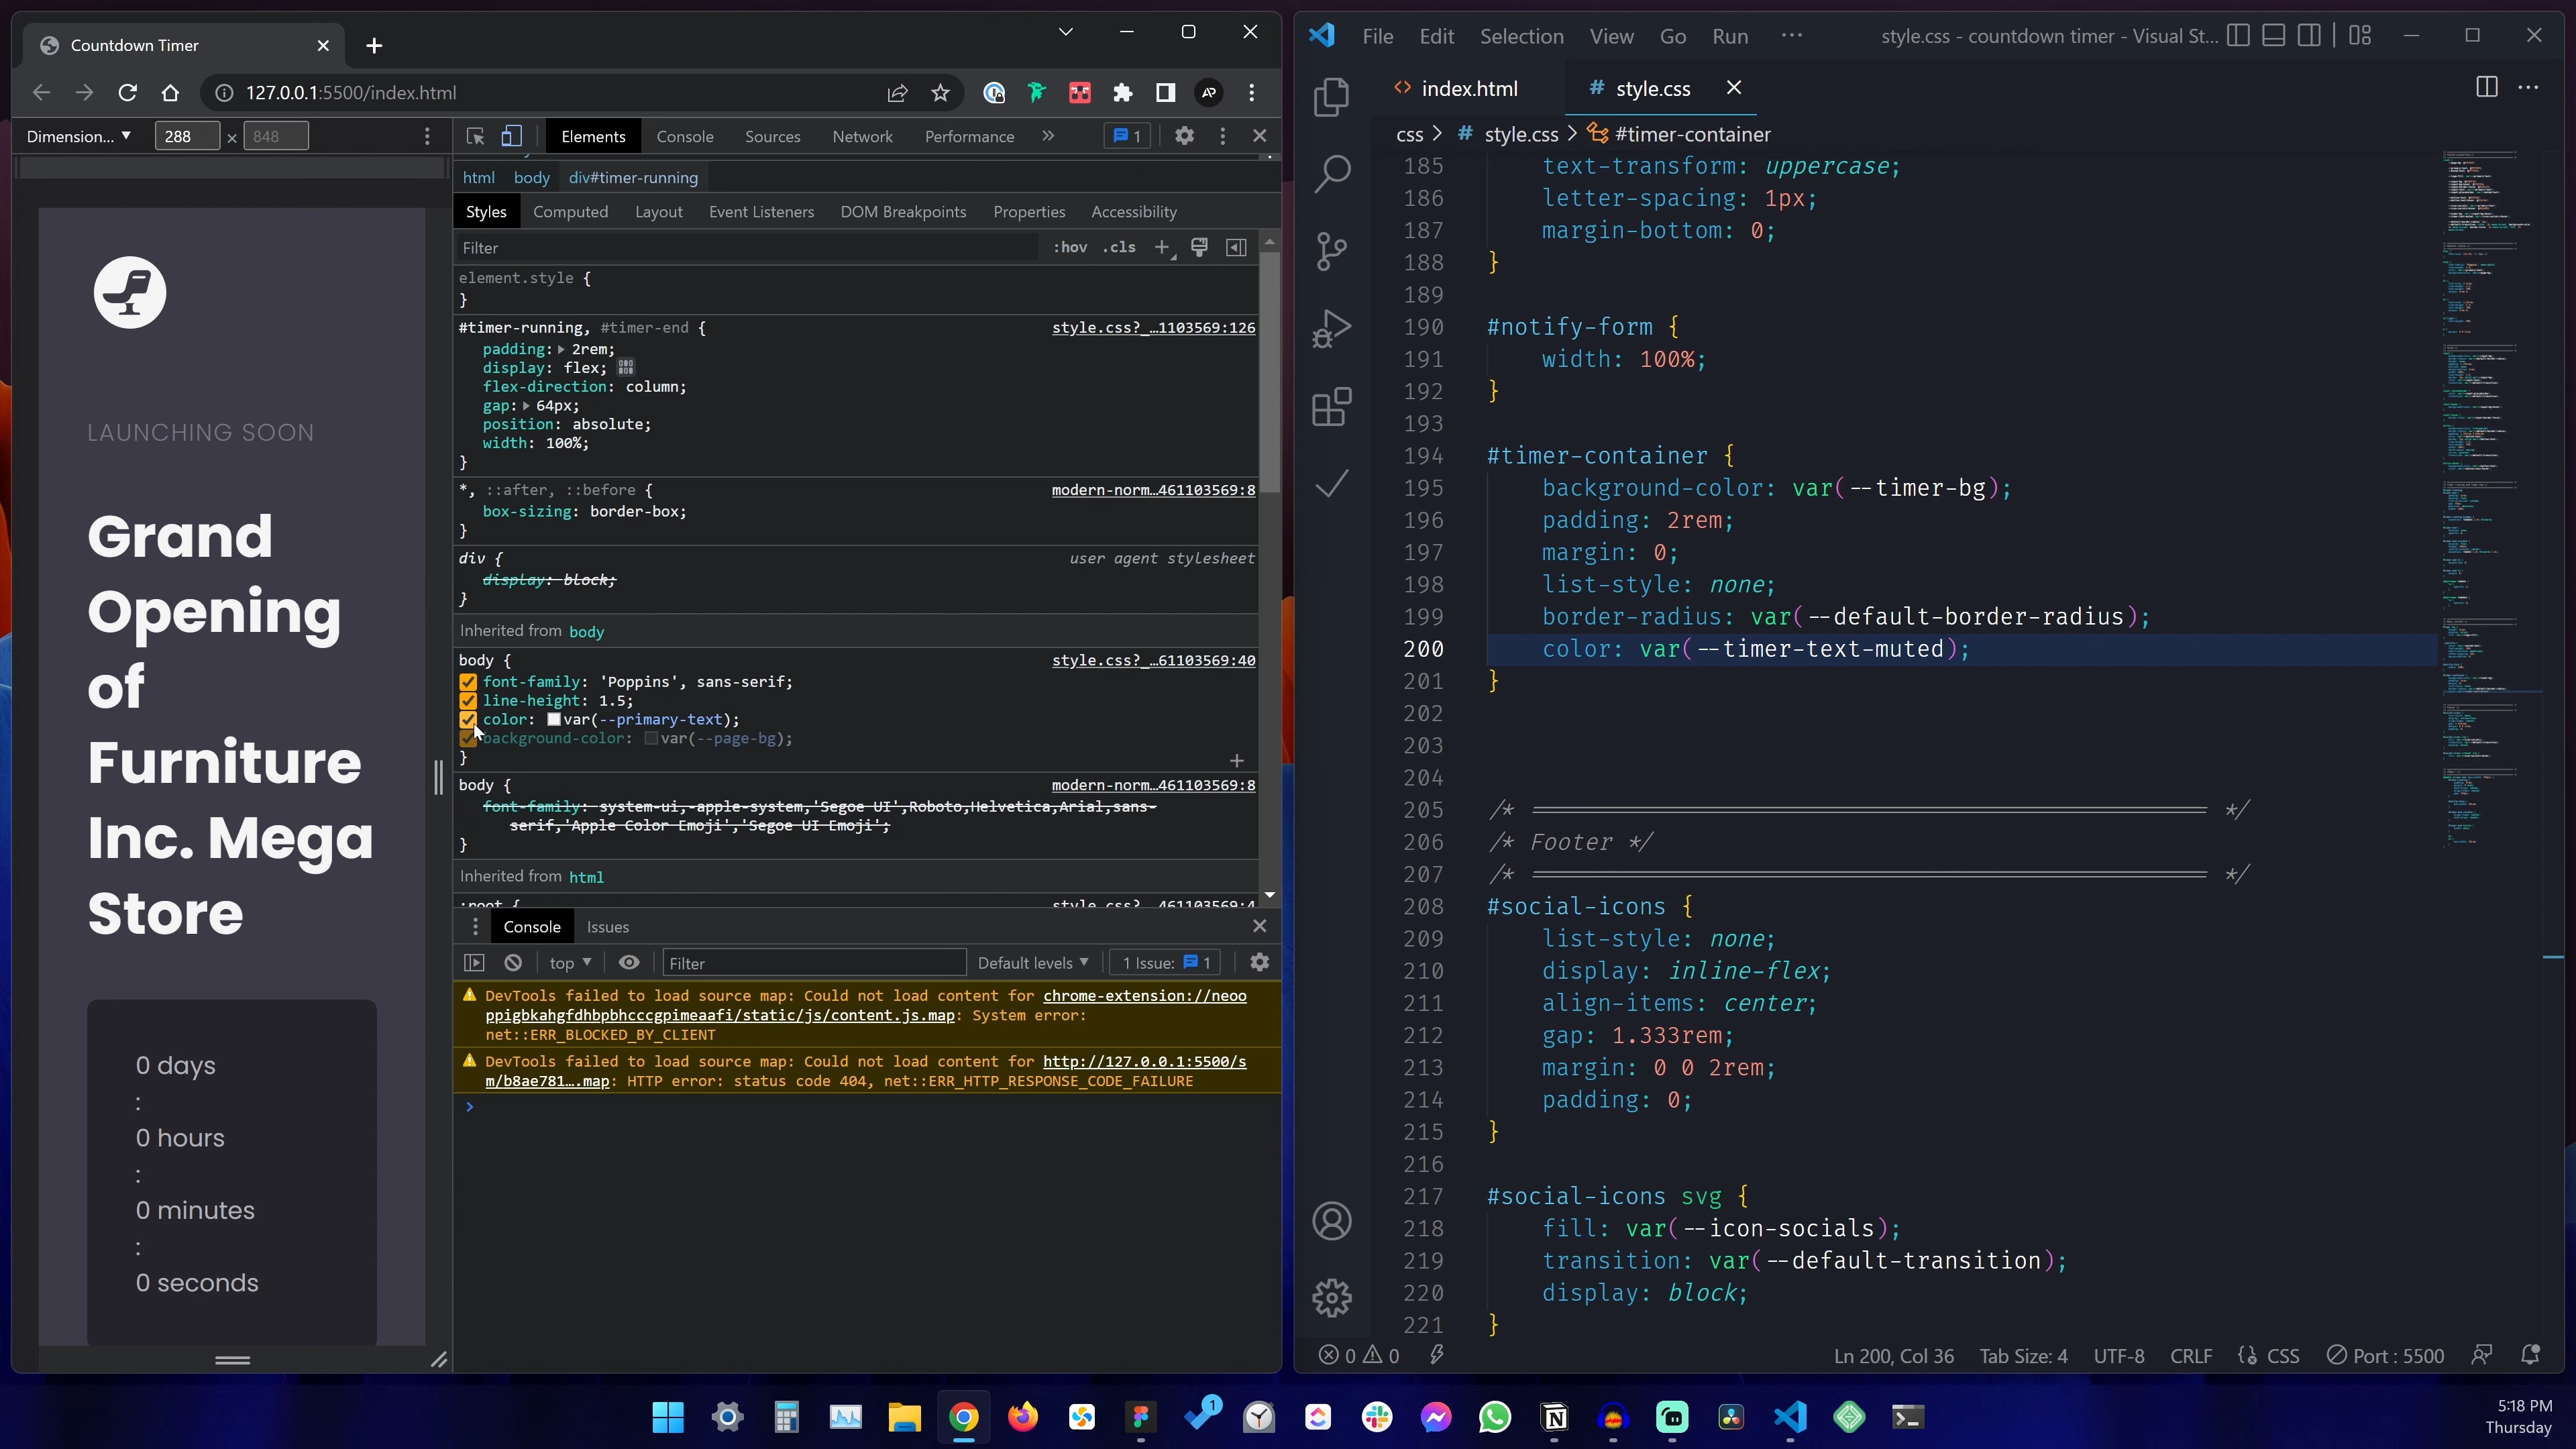 Countdown Timer
127.0.0.1:5500/index.html
Dimension... 288 × 848
Elements Console Sources Network Performance 1
html body div#timer-running
Styles Computed Layout Event Listeners DOM Breakpoints Properties Accessibility
Filter :hov .cls
element.style {
}
#timer-running, #timer-end { style.css?_…1103569:126
padding: 2rem;
display: flex;
flex-direction: column;
gap: 64px;
position: absolute;
width: 100%;
}
*, ::after, ::before { modern-norm…461103569:8
box-sizing: border-box;
}
div { user agent stylesheet
display: block;
}
Inherited from body
body { style.css?_…61103569:40
font-family: 'Poppins', sans-serif;
line-height: 1.5;
color: var(--primary-text);
background-color: var(--page-bg);
}
body { modern-norm…461103569:8
font-family: system-ui,-apple-system,'Segoe UI',Roboto,Helvetica,Arial,sans-
serif,'Apple Color Emoji','Segoe UI Emoji';
}
Inherited from html
:root { style.css?_…461103569:4
Console Issues
top Filter Default levels 1 Issue: 1
DevTools failed to load source map: Could not load content for chrome-extension://neoo
ppigbkahgfdhbpbhcccgpimeaafi/static/js/content.js.map: System error:
net::ERR_BLOCKED_BY_CLIENT
DevTools failed to load source map: Could not load content for http://127.0.0.1:5500/s
m/b8ae781….map: HTTP error: status code 404, net::ERR_HTTP_RESPONSE_CODE_FAILURE
LAUNCHING SOON
Grand
Opening
of
Furniture
Inc. Mega
Store
0 days
:
0 hours
:
0 minutes
:
0 seconds
File Edit Selection View Go Run ··· style.css - countdown timer - Visual St...
index.html style.css
css > # style.css > #timer-container
185 text-transform: uppercase;
186 letter-spacing: 1px;
187 margin-bottom: 0;
188 }
189
190 #notify-form {
191 width: 100%;
192 }
193
194 #timer-container {
195 background-color: var(--timer-bg);
196 padding: 2rem;
197 margin: 0;
198 list-style: none;
199 border-radius: var(--default-border-radius);
200 color: var(--timer-text-muted);
201 }
202
203
204
205 /* ================================================= */
206 /* Footer */
207 /* ================================================= */
208 #social-icons {
209 list-style: none;
210 display: inline-flex;
211 align-items: center;
212 gap: 1.333rem;
213 margin: 0 0 2rem;
214 padding: 0;
215 }
216
217 #social-icons svg {
218 fill: var(--icon-socials);
219 transition: var(--default-transition);
220 display: block;
221 }
0 0 Ln 200, Col 36 Tab Size: 4 UTF-8 CRLF CSS Port : 5500
1
5:18 PM
Thursday